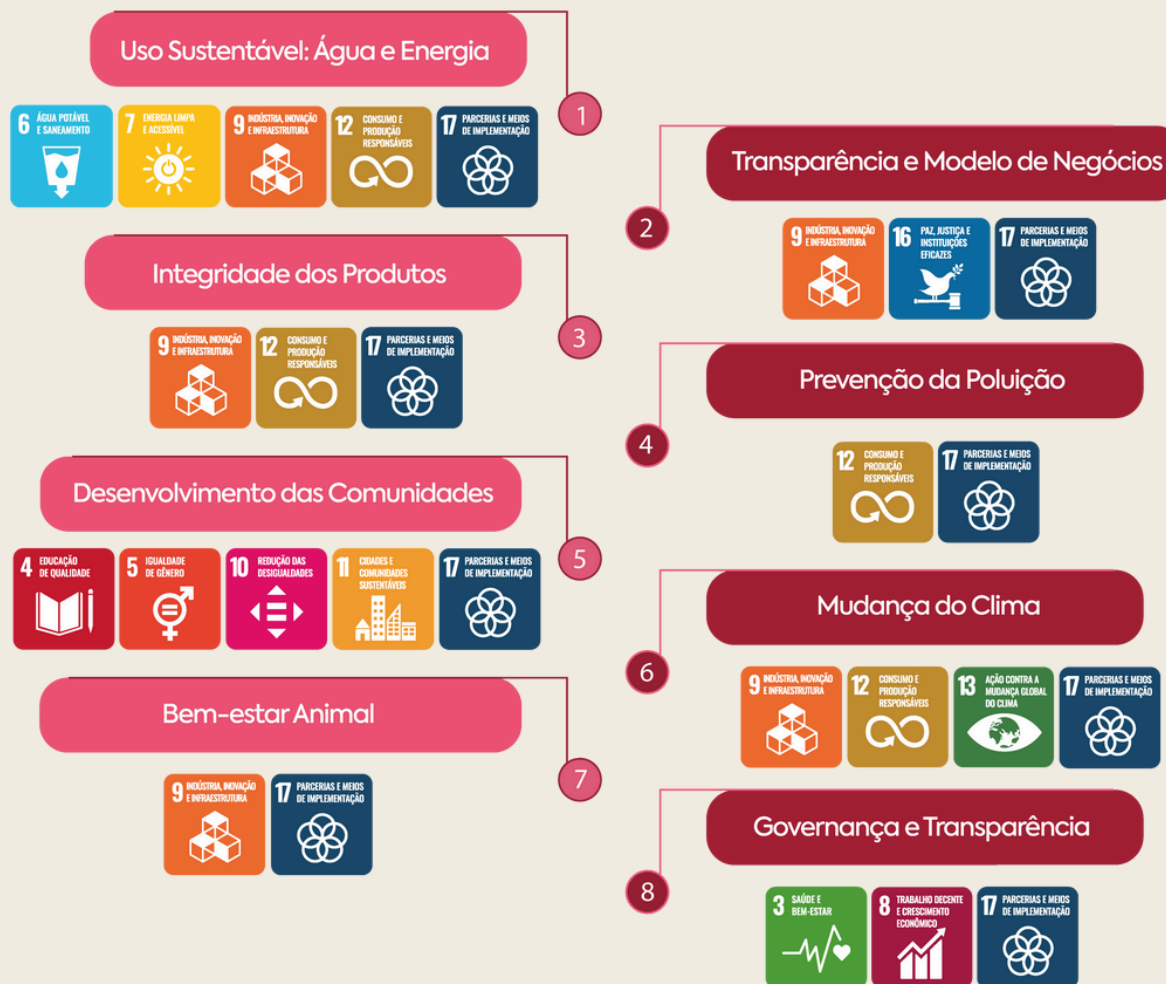 Uso Sustentável: Água e Energia
1
6 ÁGUA POTÁVEL
E SANEAMENTO
7 ENERGIA LIMPA
E ACESSÍVEL
9 INDÚSTRIA, INOVAÇÃO
E INFRAESTRUTURA
12 CONSUMO E
PRODUÇÃO
RESPONSÁVEIS
17 PARCERIAS E MEIOS
DE IMPLEMENTAÇÃO
Transparência e Modelo de Negócios
2
9 INDÚSTRIA, INOVAÇÃO
E INFRAESTRUTURA
16 PAZ, JUSTIÇA E
INSTITUIÇÕES
EFICAZES
17 PARCERIAS E MEIOS
DE IMPLEMENTAÇÃO
Integridade dos Produtos
3
9 INDÚSTRIA, INOVAÇÃO
E INFRAESTRUTURA
12 CONSUMO E
PRODUÇÃO
RESPONSÁVEIS
17 PARCERIAS E MEIOS
DE IMPLEMENTAÇÃO
Prevenção da Poluição
4
12 CONSUMO E
PRODUÇÃO
RESPONSÁVEIS
17 PARCERIAS E MEIOS
DE IMPLEMENTAÇÃO
Desenvolvimento das Comunidades
5
4 EDUCAÇÃO
DE QUALIDADE
5 IGUALDADE
DE GÊNERO
10 REDUÇÃO DAS
DESIGUALDADES
11 CIDADES E
COMUNIDADES
SUSTENTÁVEIS
17 PARCERIAS E MEIOS
DE IMPLEMENTAÇÃO
Mudança do Clima
6
9 INDÚSTRIA, INOVAÇÃO
E INFRAESTRUTURA
12 CONSUMO E
PRODUÇÃO
RESPONSÁVEIS
13 AÇÃO CONTRA A
MUDANÇA GLOBAL
DO CLIMA
17 PARCERIAS E MEIOS
DE IMPLEMENTAÇÃO
Bem-estar Animal
7
9 INDÚSTRIA, INOVAÇÃO
E INFRAESTRUTURA
17 PARCERIAS E MEIOS
DE IMPLEMENTAÇÃO
Governança e Transparência
8
3 SAÚDE E
BEM-ESTAR
8 TRABALHO DECENTE
E CRESCIMENTO
ECONÔMICO
17 PARCERIAS E MEIOS
DE IMPLEMENTAÇÃO